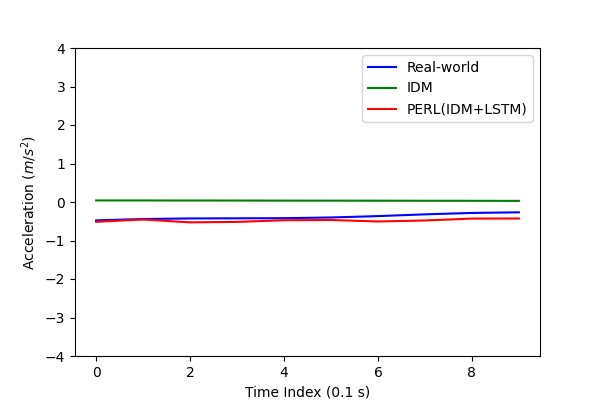 4
3
2
1
0
−1
−2
−3
−4
Acceleration (m/s²)
Real-world
IDM
PERL(IDM+LSTM)
0 2 4 6 8
Time Index (0.1 s)